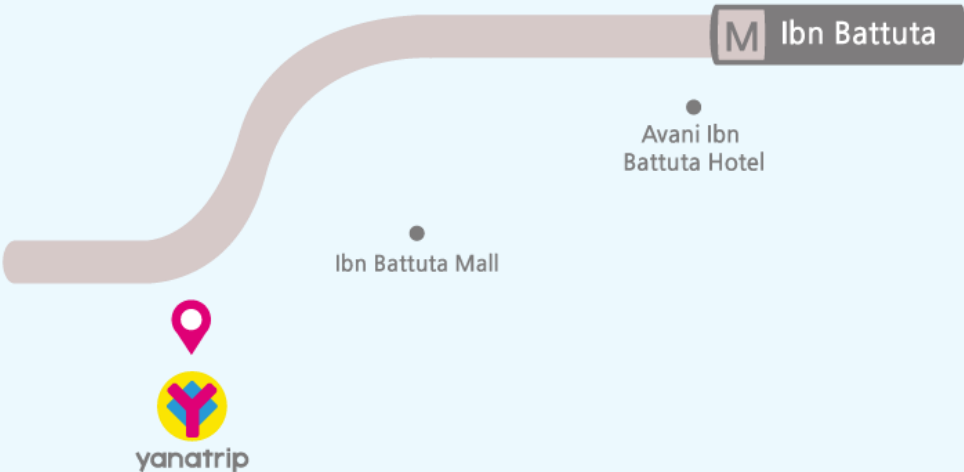 M Ibn Battuta
Avani Ibn
Battuta Hotel
Ibn Battuta Mall
yanatrip